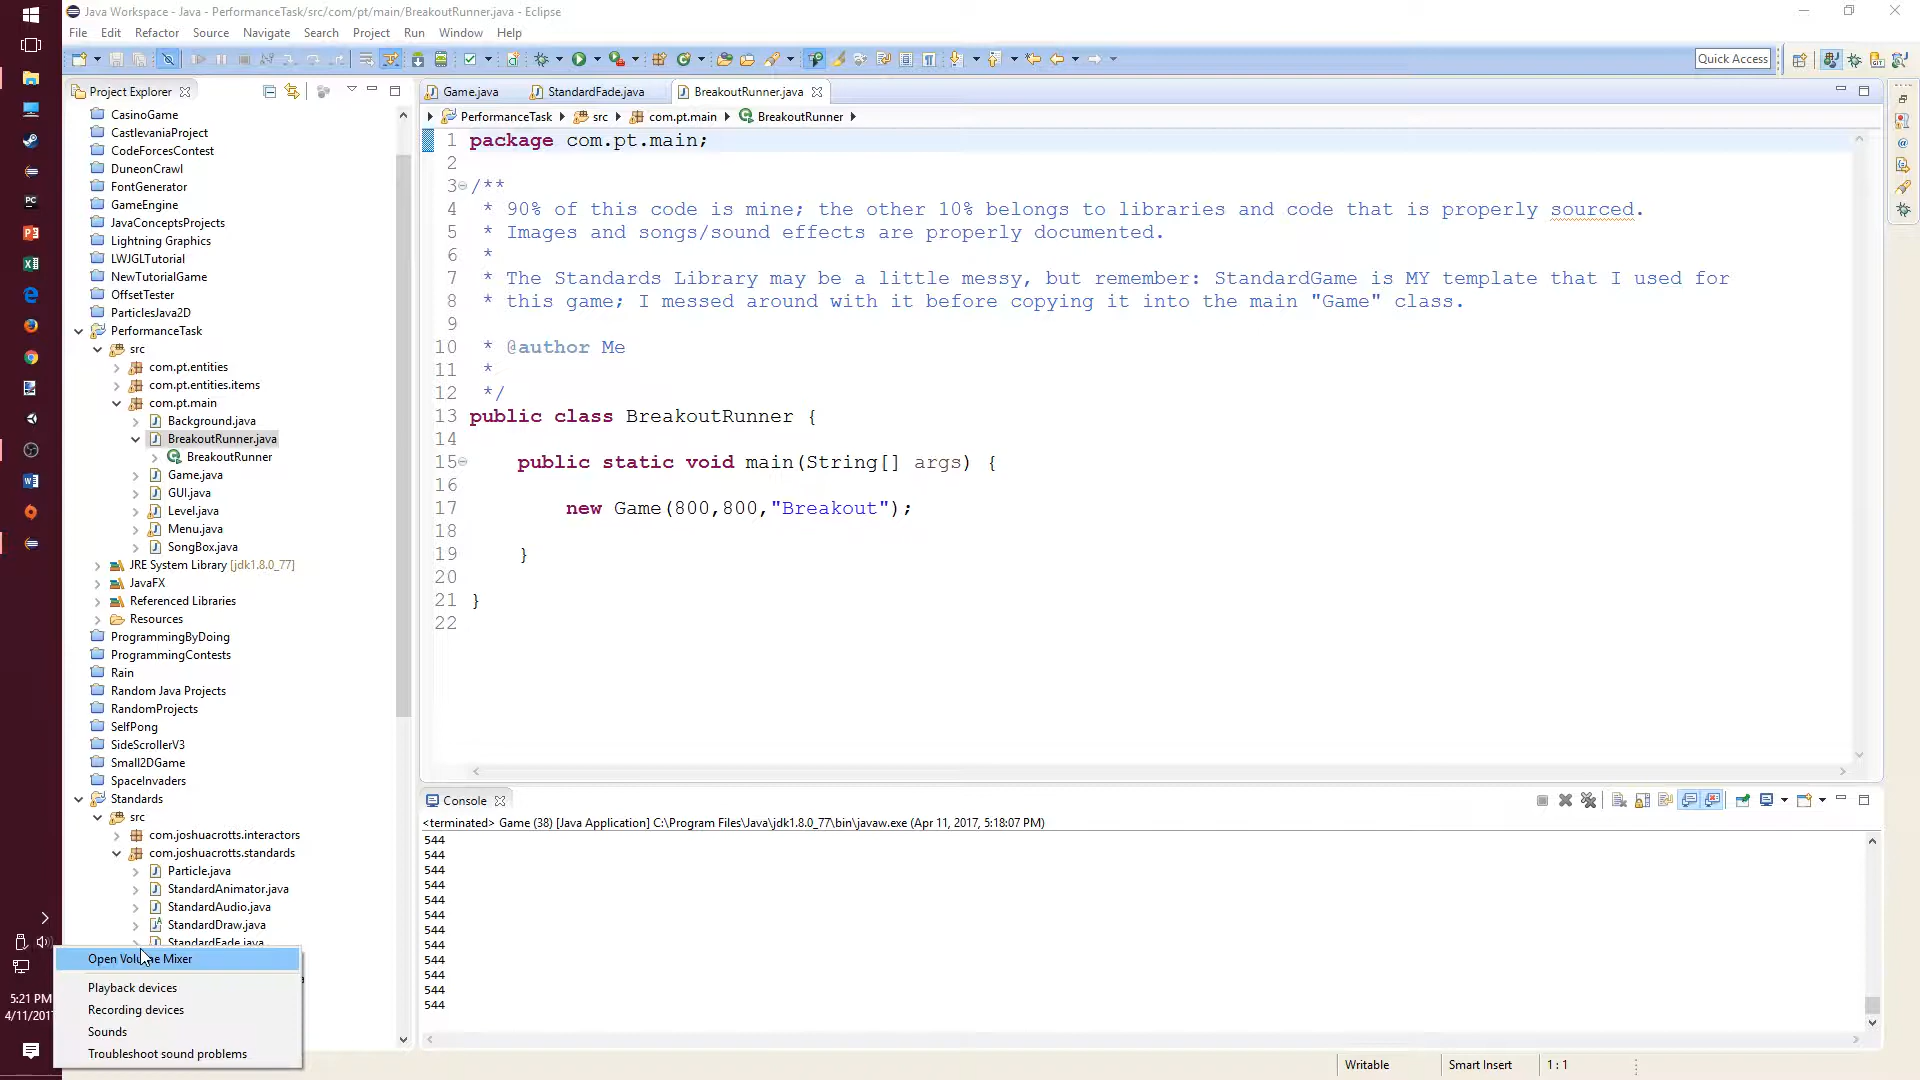 Java Workspace - Java - PerformanceTask/src/com/pt/main/BreakoutRunner.java - Eclipse
File Edit Refactor Source Navigate Search Project Run Window Help
Quick Access
Project Explorer
CasinoGame
CastlevaniaProject
CodeForcesContest
DuneonCrawl
FontGenerator
GameEngine
JavaConceptsProjects
Lightning Graphics
LWJGLTutorial
NewTutorialGame
OffsetTester
ParticlesJava2D
PerformanceTask
src
com.pt.entities
com.pt.entities.items
com.pt.main
Background.java
BreakoutRunner.java
BreakoutRunner
Game.java
GUI.java
Level.java
Menu.java
SongBox.java
JRE System Library [jdk1.8.0_77]
JavaFX
Referenced Libraries
Resources
ProgrammingByDoing
ProgrammingContests
Rain
Random Java Projects
RandomProjects
SelfPong
SideScrollerV3
Small2DGame
SpaceInvaders
Standards
src
com.joshuacrotts.interactors
com.joshuacrotts.standards
Particle.java
StandardAnimator.java
StandardAudio.java
StandardDraw.java
StandardFade.java
Open Volume Mixer
Playback devices
Recording devices
Sounds
Troubleshoot sound problems
5:21 PM
4/11/201
Game.java StandardFade.java BreakoutRunner.java
PerformanceTask src com.pt.main BreakoutRunner
1 package com.pt.main;
2
3 /**
4 * 90% of this code is mine; the other 10% belongs to libraries and code that is properly sourced.
5 * Images and songs/sound effects are properly documented.
6 *
7 * The Standards Library may be a little messy, but remember: StandardGame is MY template that I used for
8 * this game; I messed around with it before copying it into the main "Game" class.
9
10 * @author Me
11 *
12 */
13 public class BreakoutRunner {
14
15 public static void main(String[] args) {
16
17 new Game(800,800,"Breakout");
18
19 }
20
21 }
22
Console
<terminated> Game (38) [Java Application] C:\Program Files\Java\jdk1.8.0_77\bin\javaw.exe (Apr 11, 2017, 5:18:07 PM)
544
544
544
544
544
544
544
544
544
544
544
544
Writable Smart Insert 1 : 1